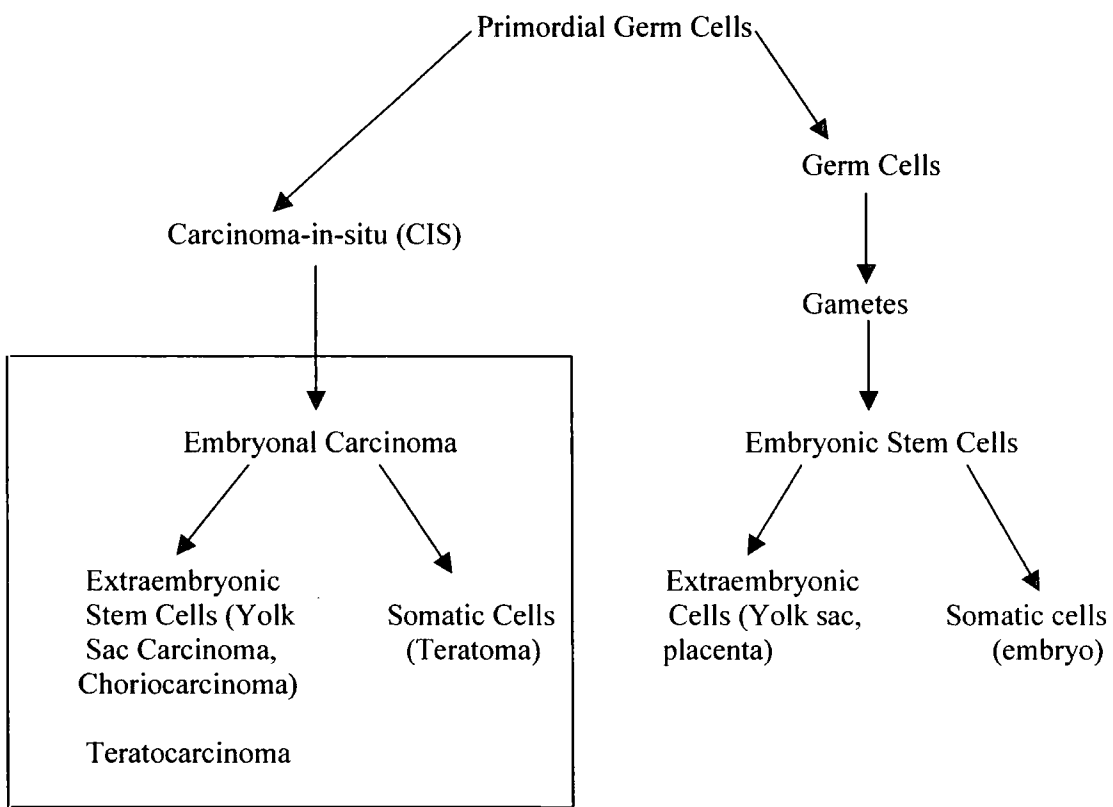 Primordial Germ Cells
Germ Cells
Carcinoma-in-situ (CIS)
Gametes
Embryonal Carcinoma
Embryonic Stem Cells
Extraembryonic
Stem Cells (Yolk
Sac Carcinoma,
Choriocarcinoma)
Somatic Cells
(Teratoma)
Extraembryonic
Cells (Yolk sac,
placenta)
Somatic cells
(embryo)
Teratocarcinoma